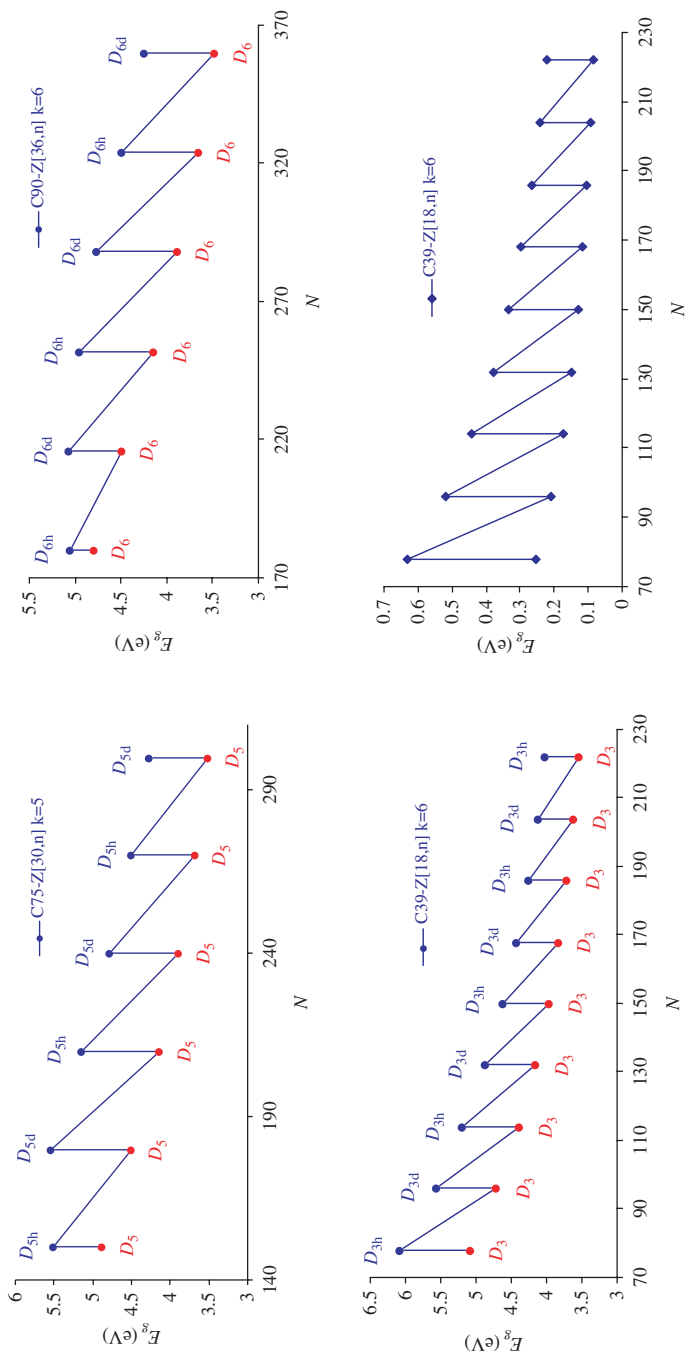 C75-Z[30,n] k=5
E_g (eV)
6
5.5
5
4.5
4
3.5
3
D5h
D5d
D5h
D5d
D5h
D5d
D5
D5
D5
D5
D5
D5
140
190
240
290
N
C90-Z[36,n] k=6
E_g (eV)
5.5
5
4.5
4
3.5
3
D6h
D6d
D6h
D6d
D6h
D6d
D6
D6
D6
D6
D6
D6
170
220
270
320
370
N
C39-Z[18,n] k=6
E_g (eV)
6.5
6
5.5
5
4.5
4
3.5
3
D3h
D3d
D3h
D3d
D3h
D3d
D3h
D3d
D3h
D3
D3
D3
D3
D3
D3
D3
D3
D3
70
90
110
130
150
170
190
210
230
N
C39-Z[18,n] k=6
E_g (eV)
0.7
0.6
0.5
0.4
0.3
0.2
0.1
0
70
90
110
130
150
170
190
210
230
N